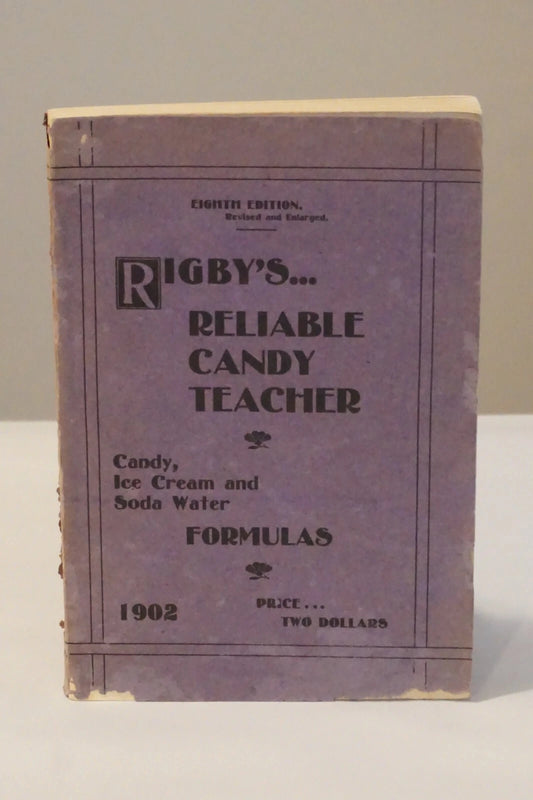 EIGHTH EDITION.
Revised and Enlarged.
RIGBY'S...
RELIABLE
CANDY
TEACHER
Candy,
Ice Cream and
Soda Water
FORMULAS
1902
PRICE...
TWO DOLLARS